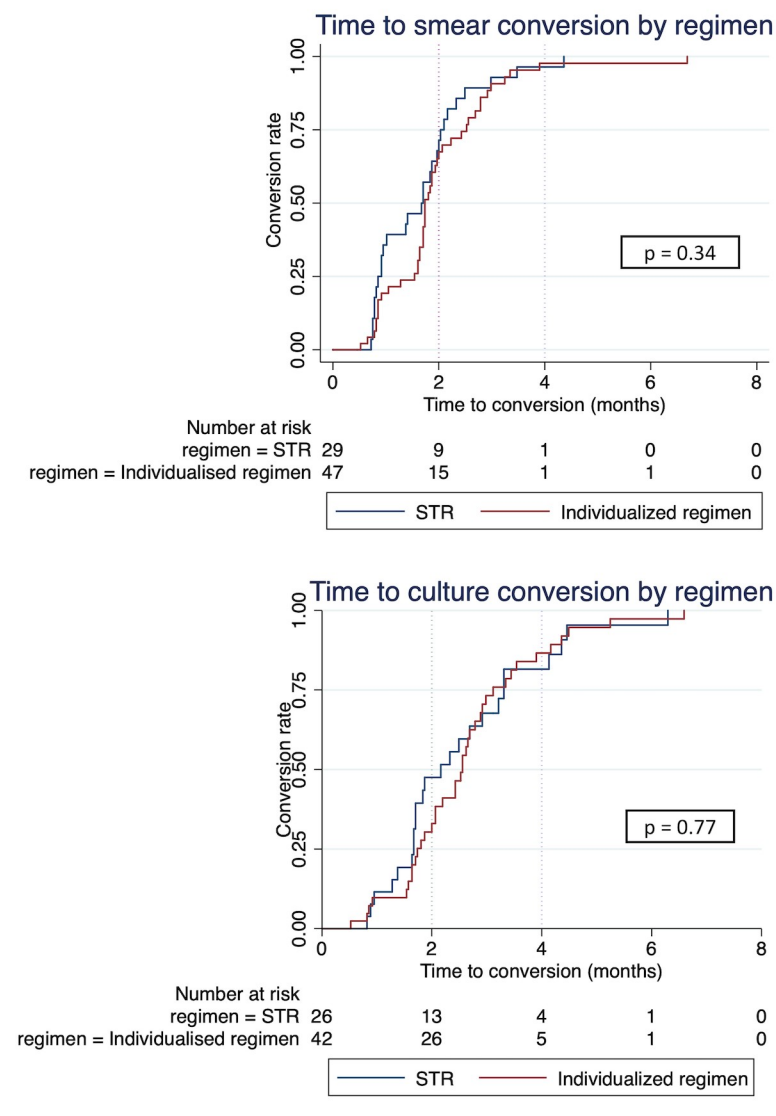 Time to smear conversion by regimen
1.00
0.75
0.50
0.25
0.00
Conversion rate
p = 0.34
0 2 4 6 8
Time to conversion (months)
Number at risk
regimen = STR 29 9 1 0 0
regimen = Individualised regimen 47 15 1 1 0
STR Individualized regimen
Time to culture conversion by regimen
1.00
0.75
0.50
0.25
0.00
Conversion rate
p = 0.77
0 2 4 6 8
Time to conversion (months)
Number at risk
regimen = STR 26 13 4 1 0
regimen = Individualised regimen 42 26 5 1 0
STR Individualized regimen